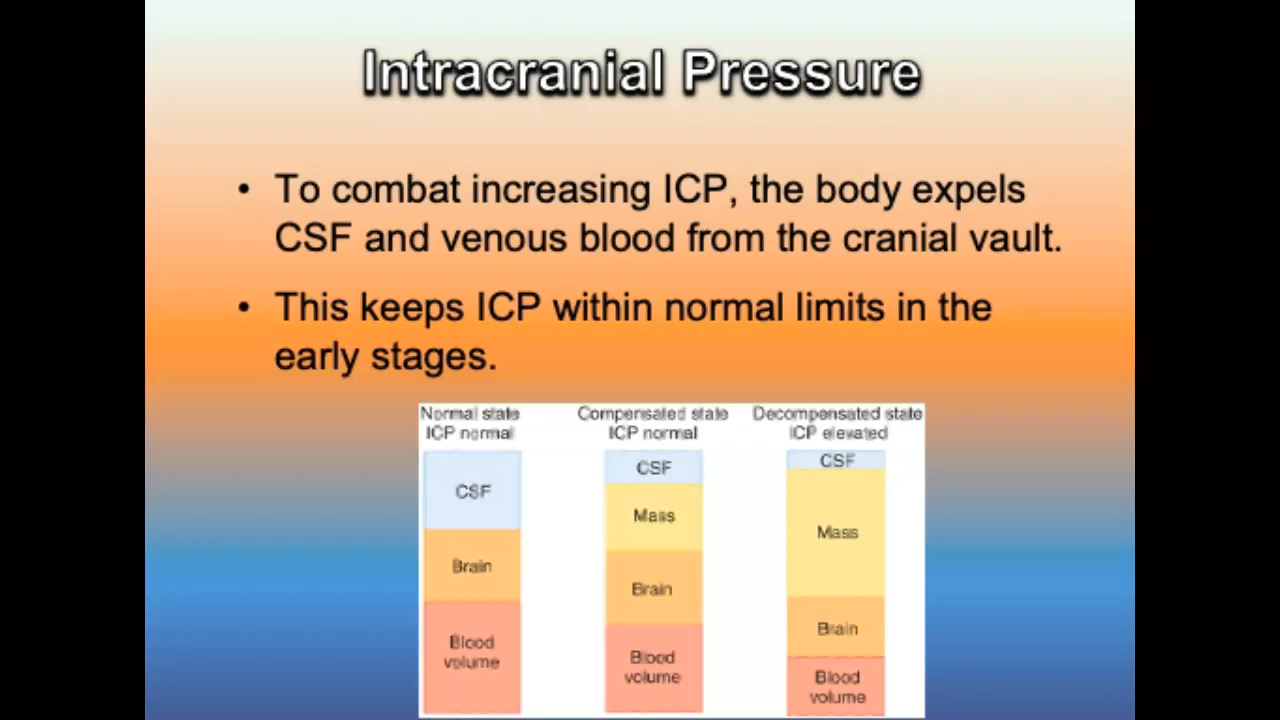 Intracranial Pressure
• To combat increasing ICP, the body expels
CSF and venous blood from the cranial vault.
• This keeps ICP within normal limits in the
early stages.
Normal state
ICP normal
CSF
Brain
Blood
volume
Compensated state
ICP normal
CSF
Mass
Brain
Blood
volume
Decompensated state
ICP elevated
CSF
Mass
Brain
Blood
volume